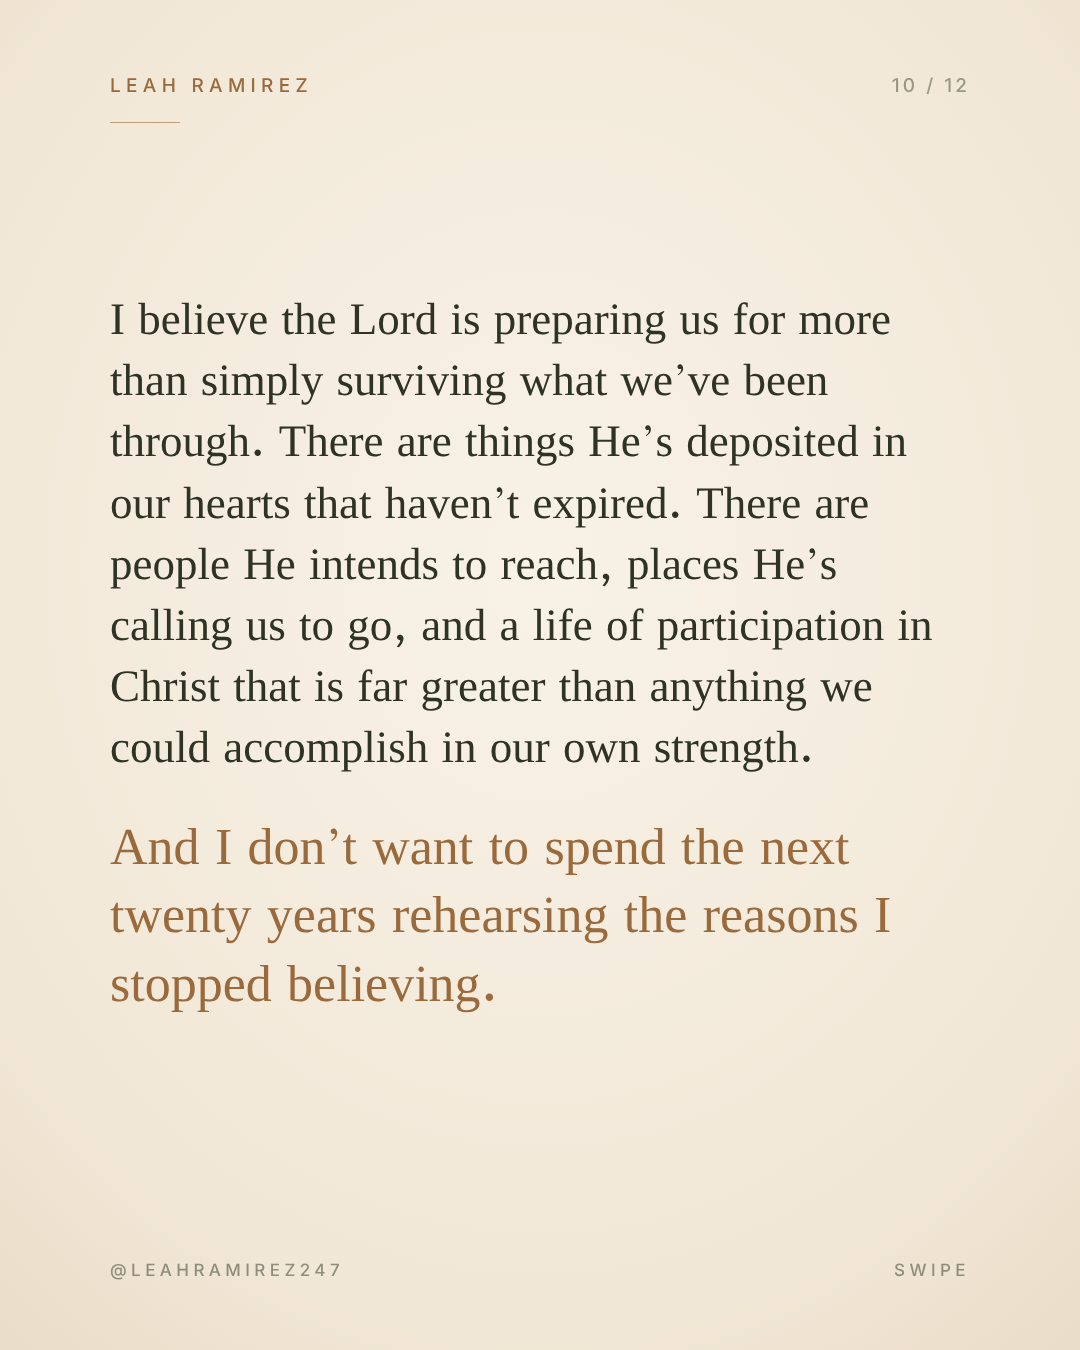 LEAH RAMIREZ
10 / 12
I believe the Lord is preparing us for more
than simply surviving what we’ve been
through. There are things He’s deposited in
our hearts that haven’t expired. There are
people He intends to reach, places He’s
calling us to go, and a life of participation in
Christ that is far greater than anything we
could accomplish in our own strength.
And I don’t want to spend the next
twenty years rehearsing the reasons I
stopped believing.
@LEAHRAMIREZ247
SWIPE